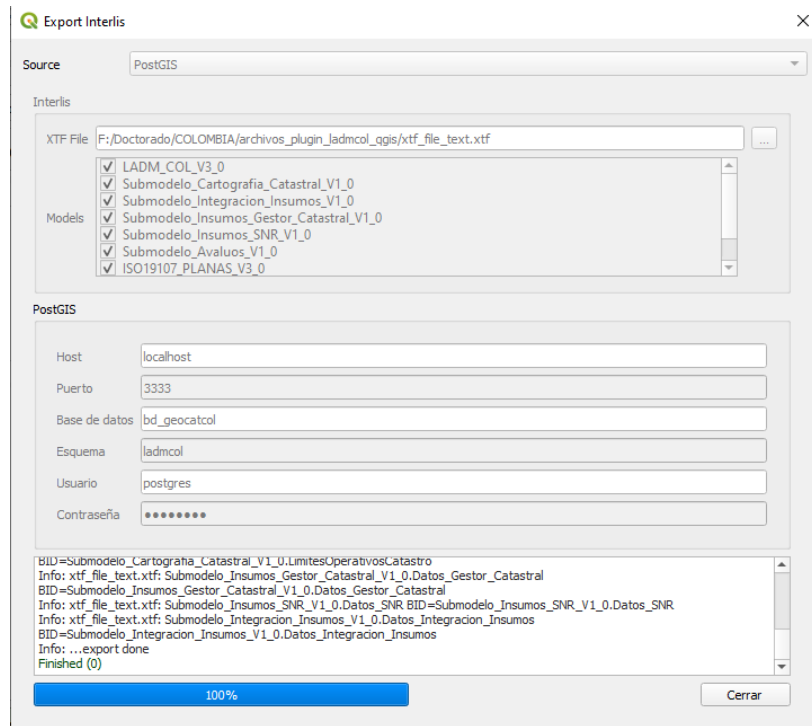 Export Interlis
Source PostGIS
Interlis
XTF File F:/Doctorado/COLOMBIA/archivos_plugin_ladmcol_qgis/xtf_file_text.xtf ...
Models
LADM_COL_V3_0
Submodelo_Cartografia_Catastral_V1_0
Submodelo_Integracion_Insumos_V1_0
Submodelo_Insumos_Gestor_Catastral_V1_0
Submodelo_Insumos_SNR_V1_0
Submodelo_Avaluos_V1_0
ISO19107_PLANAS_V3_0
PostGIS
Host localhost
Puerto 3333
Base de datos bd_geocatcol
Esquema ladmcol
Usuario postgres
Contraseña ●●●●●●●●
BID=Submodelo_Cartografia_Catastral_V1_0.LimitesOperativosCatastro
Info: xtf_file_text.xtf: Submodelo_Insumos_Gestor_Catastral_V1_0.Datos_Gestor_Catastral
BID=Submodelo_Insumos_Gestor_Catastral_V1_0.Datos_Gestor_Catastral
Info: xtf_file_text.xtf: Submodelo_Insumos_SNR_V1_0.Datos_SNR BID=Submodelo_Insumos_SNR_V1_0.Datos_SNR
Info: xtf_file_text.xtf: Submodelo_Integracion_Insumos_V1_0.Datos_Integracion_Insumos
BID=Submodelo_Integracion_Insumos_V1_0.Datos_Integracion_Insumos
Info: ...export done
Finished (0)
100% Cerrar